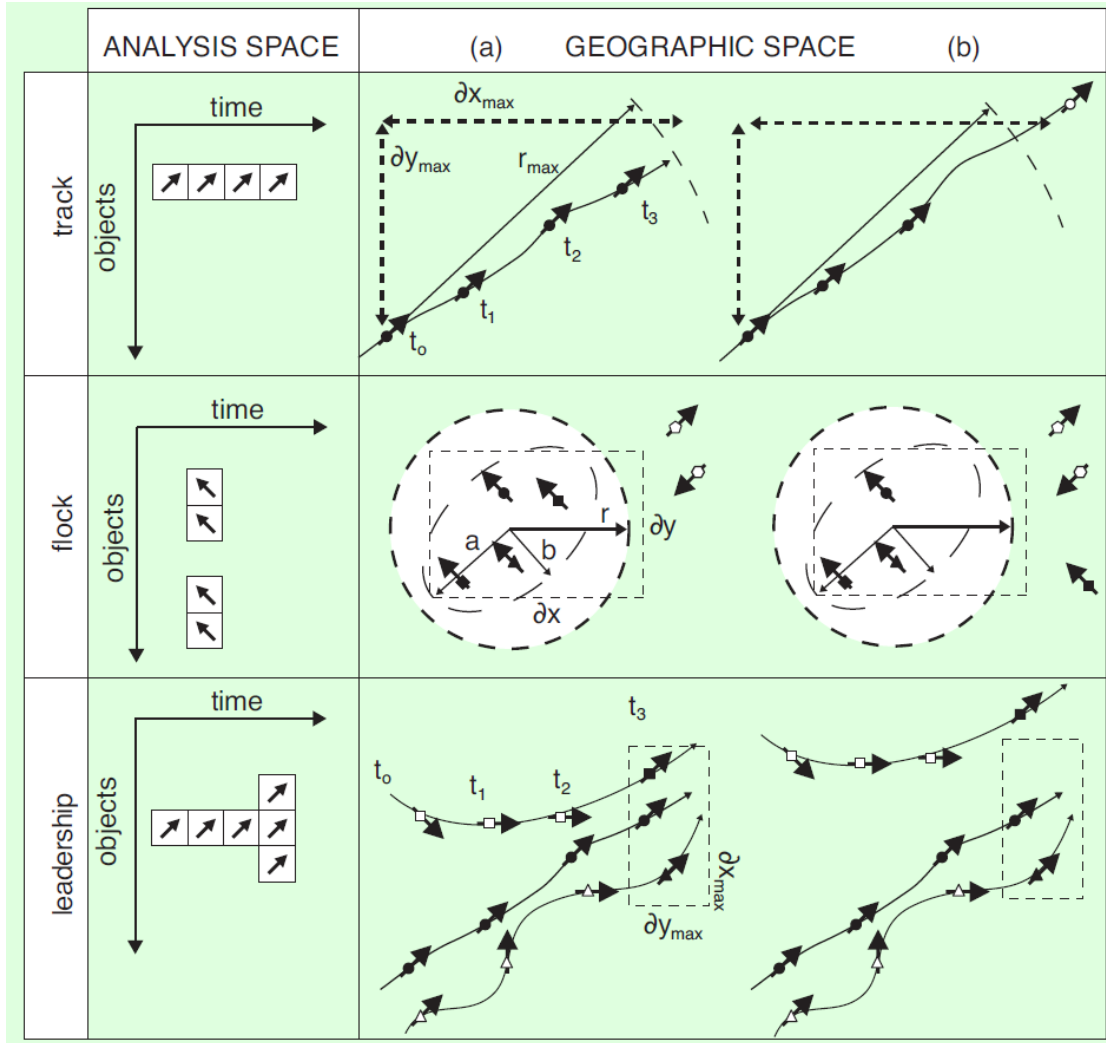 ANALYSIS SPACE (a) GEOGRAPHIC SPACE (b)
track
time
objects
∂xmax
∂ymax
rmax
to
t1
t2
t3
flock
time
objects
a
b
r
∂y
∂x
leadership
time
objects
to
t1
t2
t3
∂xmax
∂ymax